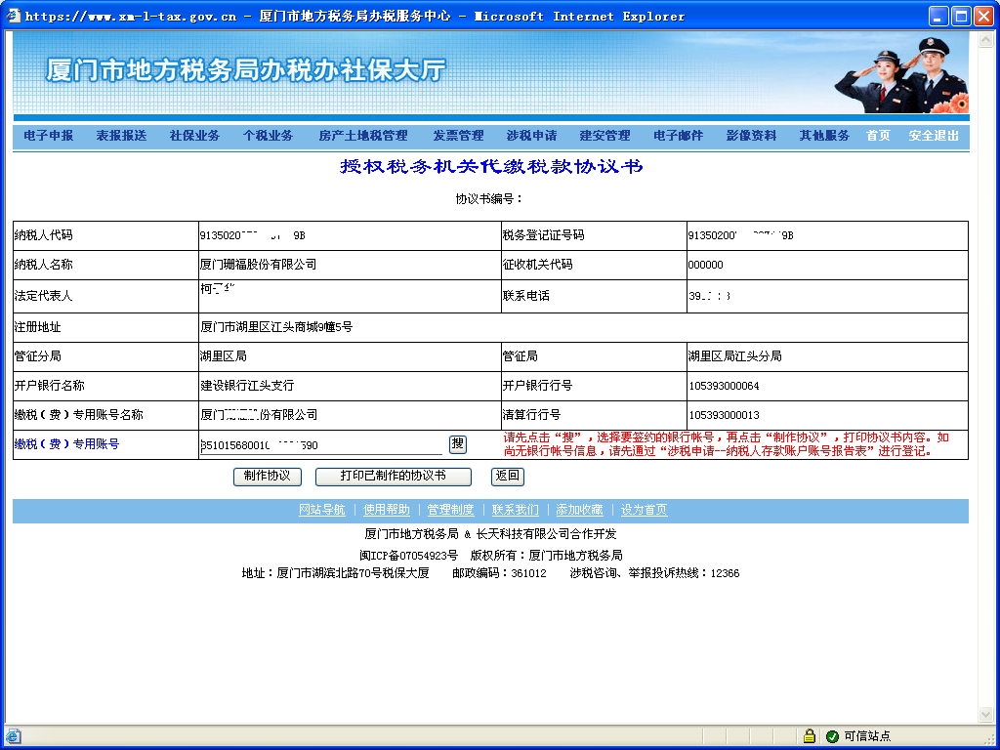 https://www.xm-l-tax.gov.cn - 厦门市地方税务局办税服务中心 - Microsoft Internet Explorer
厦门市地方税务局办税办社保大厅
电子申报 表报报送 社保业务 个税业务 房产土地税管理 发票管理 涉税申请 建安管理 电子邮件 影像资料 其他服务 首页 安全退出
授权税务机关代缴税款协议书
协议书编号：
纳税人代码 9135020 9B 税务登记证号码 91350200 9B
纳税人名称 厦门珊福股份有限公司 征收机关代码 000000
法定代表人 柯 联系电话 39
注册地址 厦门市湖里区江头商城9幢5号
管征分局 湖里区局 管征局 湖里区局江头分局
开户银行名称 建设银行江头支行 开户银行行号 105393000064
缴税（费）专用账号名称 厦门 份有限公司 清算行行号 105393000013
缴税（费）专用账号 351015680010 590 搜 请先点击“搜”，选择要签约的银行帐号，再点击“制作协议”，打印协议书内容。如
尚无银行帐号信息，请先通过“涉税申请--纳税人存款账户账号报告表”进行登记。
制作协议 打印已制作的协议书 返回
网站导航 | 使用帮助 | 管理制度 | 联系我们 | 添加收藏 | 设为首页
厦门市地方税务局 & 长天科技有限公司合作开发
闽ICP备07054923号 版权所有：厦门市地方税务局
地址：厦门市湖滨北路70号税保大厦 邮政编码：361012 涉税咨询、举报投诉热线：12366
可信站点